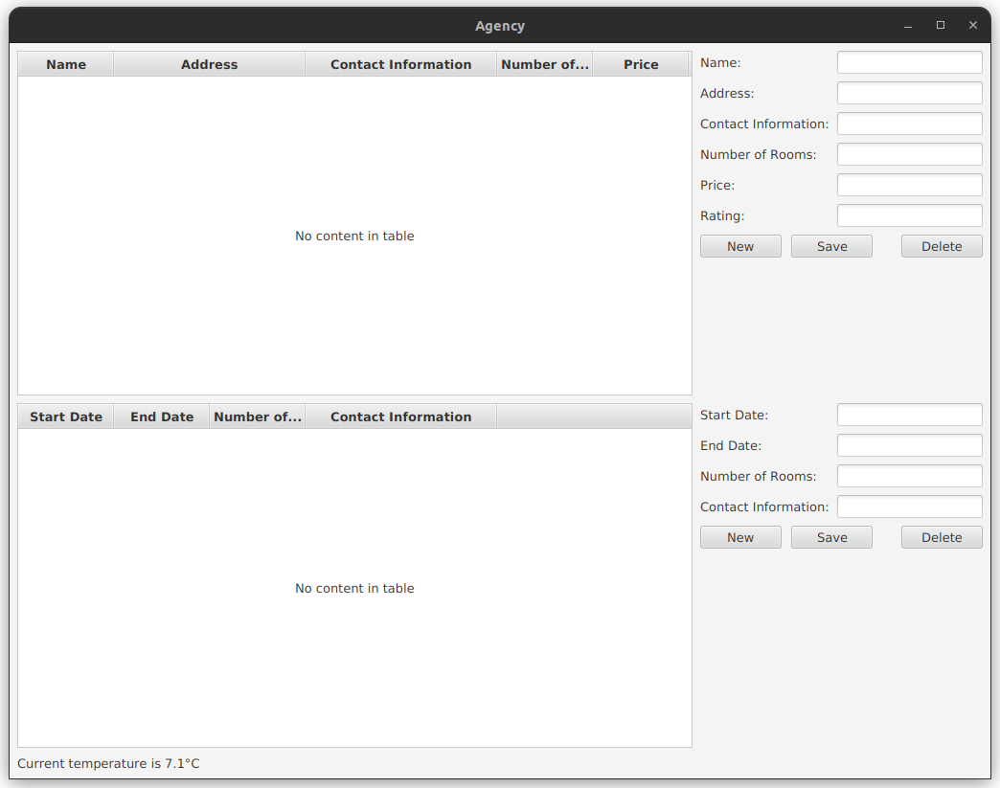 Agency
Name Address Contact Information Number of... Price
No content in table
Name:
Address:
Contact Information:
Number of Rooms:
Price:
Rating:
New Save Delete
Start Date End Date Number of... Contact Information
No content in table
Start Date:
End Date:
Number of Rooms:
Contact Information:
New Save Delete
Current temperature is 7.1°C